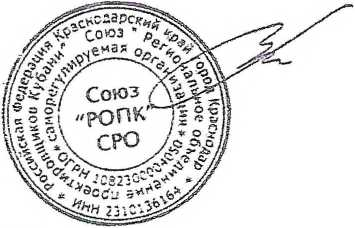 Российская Федерация Краснодарский край город Краснодар
* ИНН 2310136164 *
Союз "Региональное объединение проектировщиков Кубани"
* саморегулируемая организация *
ОГРН
Союз
"РОПК"
СРО